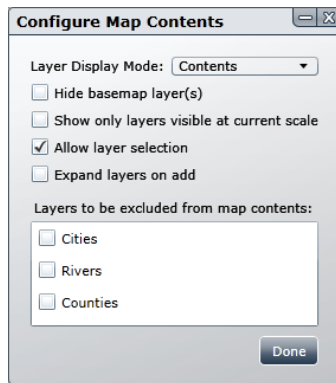 Configure Map Contents
Layer Display Mode: Contents
Hide basemap layer(s)
Show only layers visible at current scale
Allow layer selection
Expand layers on add
Layers to be excluded from map contents:
Cities
Rivers
Counties
Done